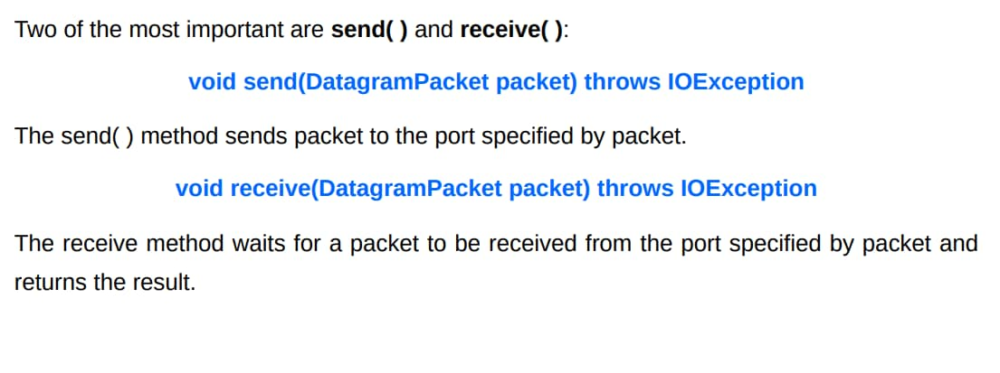 Two of the most important are send( ) and receive( ):
void send(DatagramPacket packet) throws IOException
The send( ) method sends packet to the port specified by packet.
void receive(DatagramPacket packet) throws IOException
The receive method waits for a packet to be received from the port specified by packet and
returns the result.